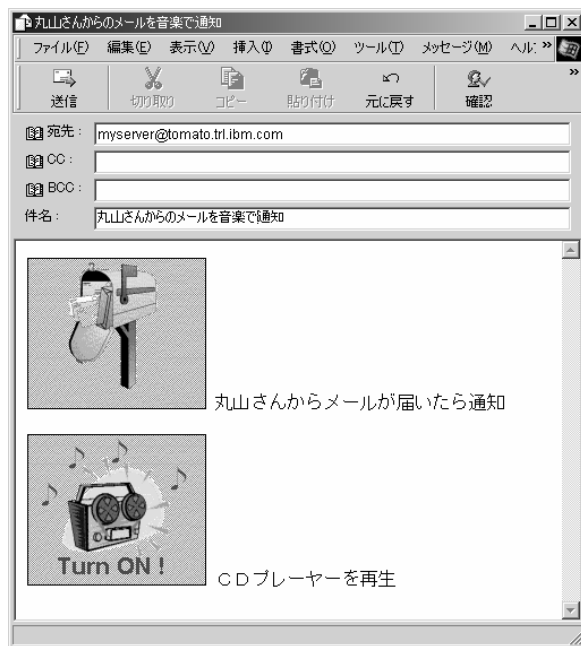 丸山さんからのメールを音楽で通知
ファイル(F) 編集(E) 表示(V) 挿入(I) 書式(O) ツール(T) メッセージ(M) ヘル: »
送信 切り取り コピー 貼り付け 元に戻す 確認 »
宛先: myserver@tomato.trl.ibm.com
CC:
BCC:
件名: 丸山さんからのメールを音楽で通知
丸山さんからメールが届いたら通知
Turn ON !
CDプレーヤーを再生